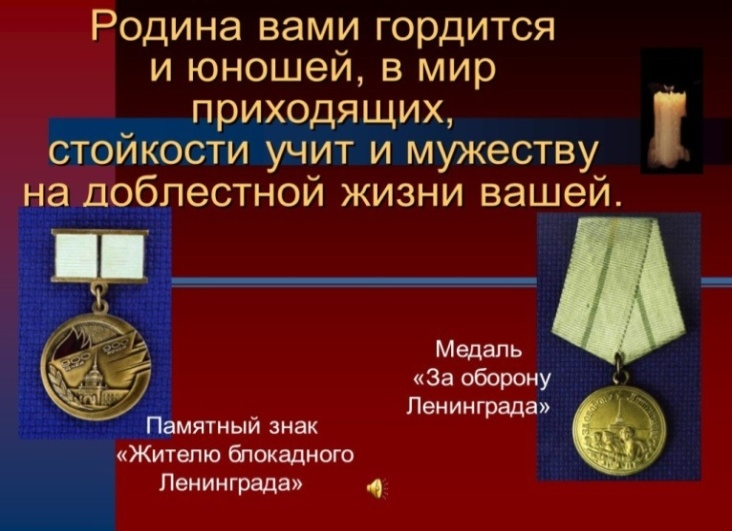 Родина вами гордится
и юношей, в мир
приходящих,
стойкости учит и мужеству
на доблестной жизни вашей.
Медаль
«За оборону
Ленинграда»
Памятный знак
«Жителю блокадного
Ленинграда»